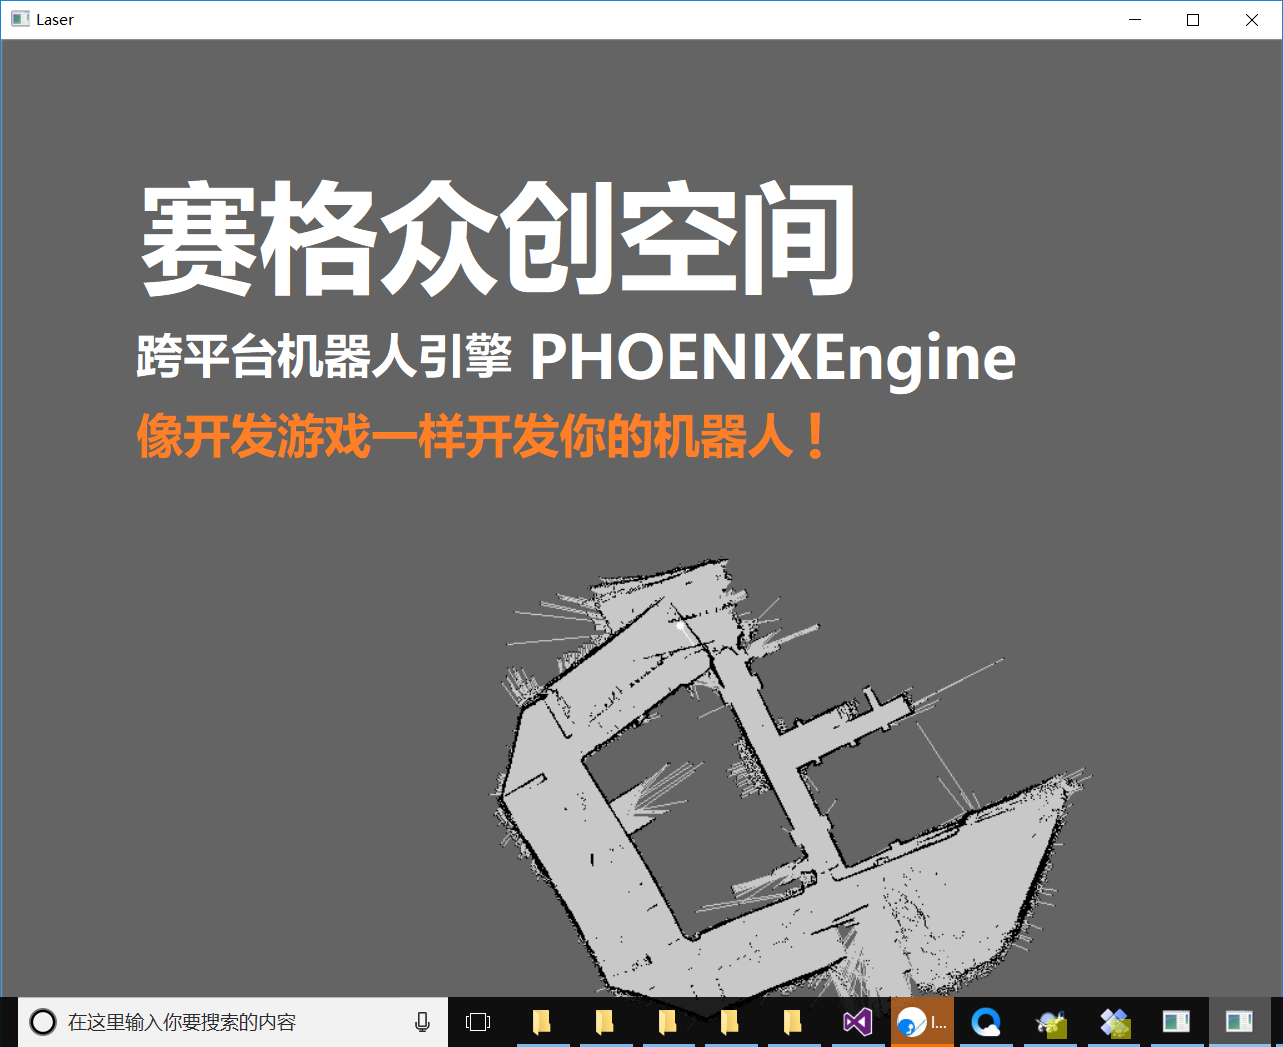 Laser
赛格众创空间
跨平台机器人引擎 PHOENIXEngine
像开发游戏一样开发你的机器人！
在这里输入你要搜索的内容
l...